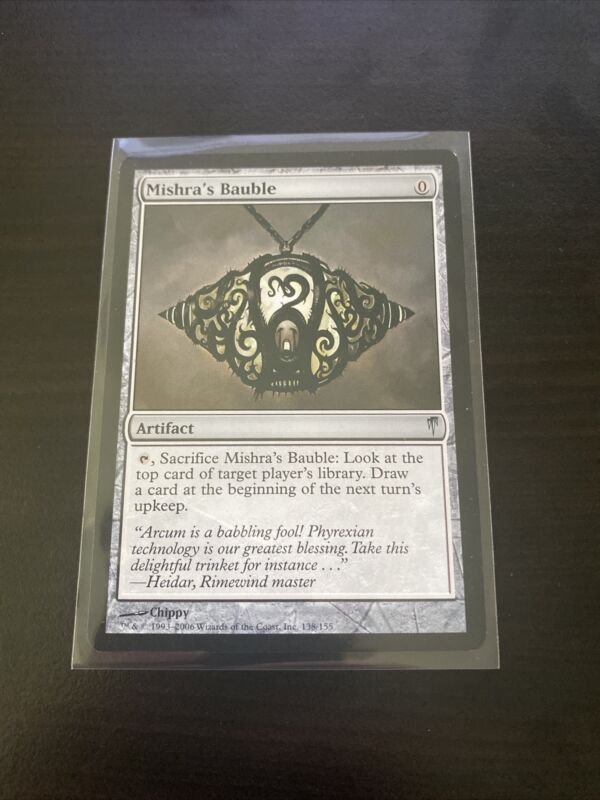 Mishra's Bauble 0
Artifact
, Sacrifice Mishra's Bauble: Look at the
top card of target player's library. Draw
a card at the beginning of the next turn's
upkeep.
"Arcum is a babbling fool! Phyrexian
technology is our greatest blessing. Take this
delightful trinket for instance . . ."
—Heidar, Rimewind master
Chippy
™ & © 1993–2006 Wizards of the Coast, Inc. 138/155